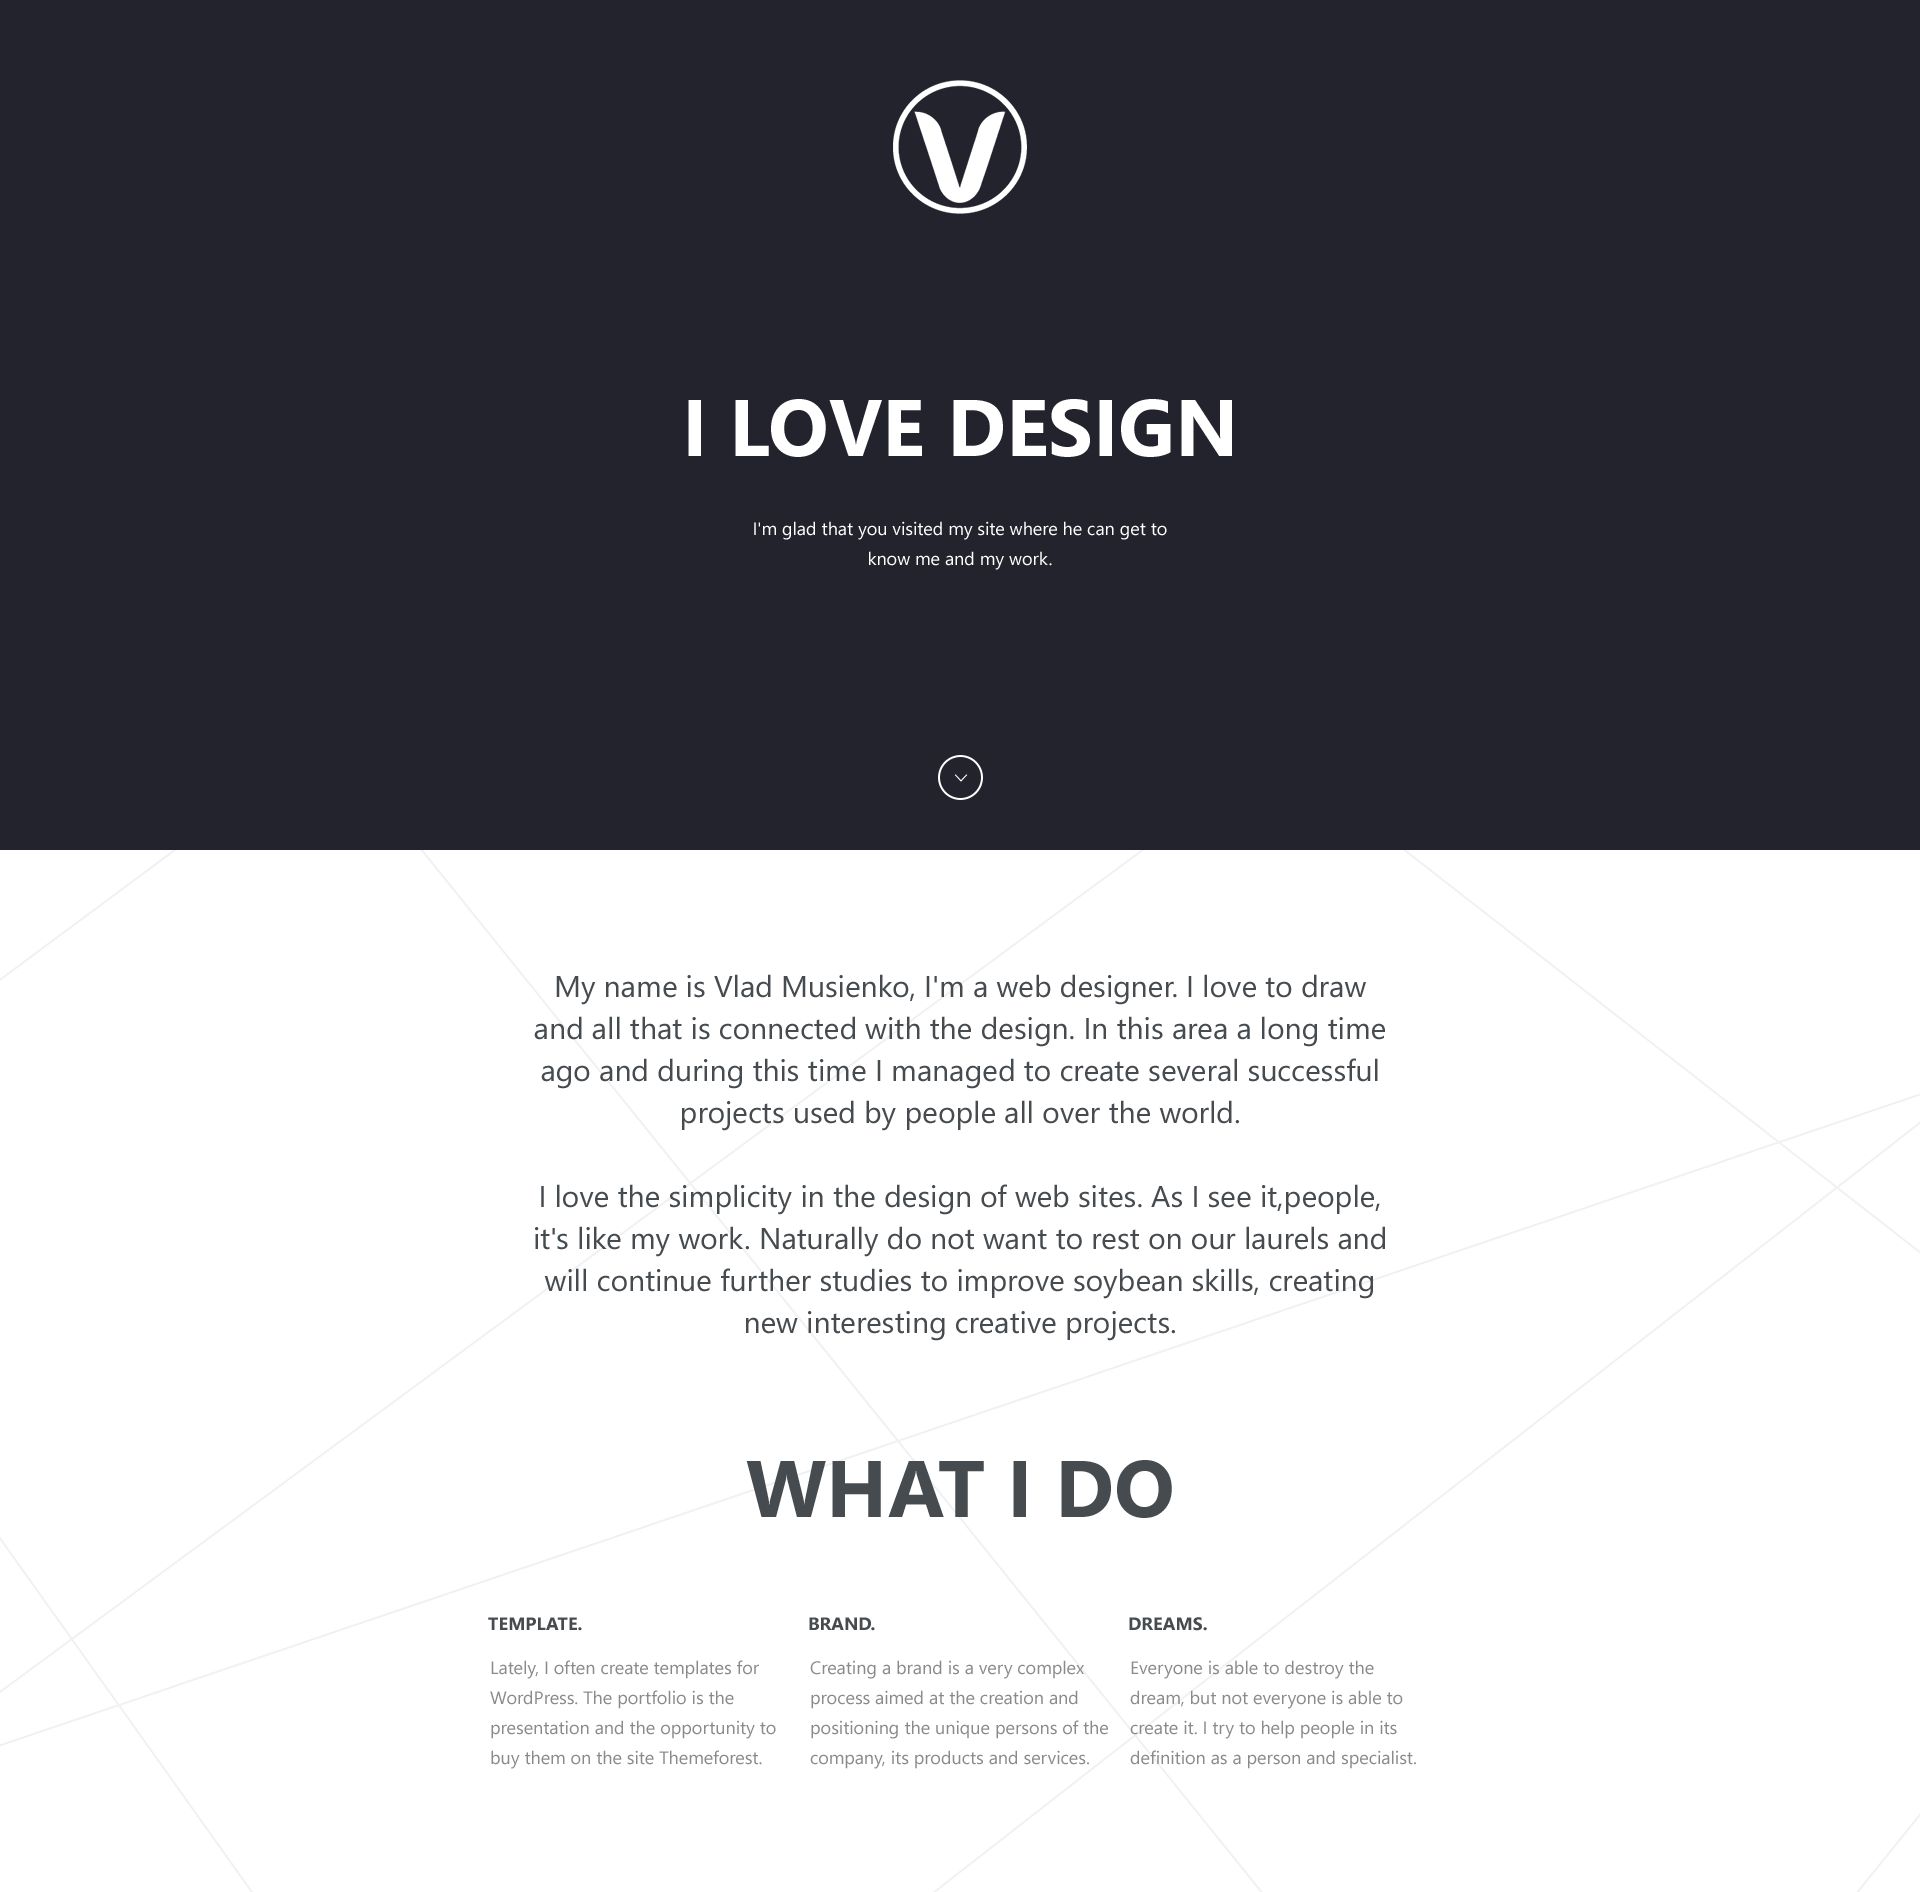 V
I LOVE DESIGN
I'm glad that you visited my site where he can get to
know me and my work.
My name is Vlad Musienko, I'm a web designer. I love to draw
and all that is connected with the design. In this area a long time
ago and during this time I managed to create several successful
projects used by people all over the world.
I love the simplicity in the design of web sites. As I see it,people,
it's like my work. Naturally do not want to rest on our laurels and
will continue further studies to improve soybean skills, creating
new interesting creative projects.
WHAT I DO
TEMPLATE.
Lately, I often create templates for
WordPress. The portfolio is the
presentation and the opportunity to
buy them on the site Themeforest.
BRAND.
Creating a brand is a very complex
process aimed at the creation and
positioning the unique persons of the
company, its products and services.
DREAMS.
Everyone is able to destroy the
dream, but not everyone is able to
create it. I try to help people in its
definition as a person and specialist.